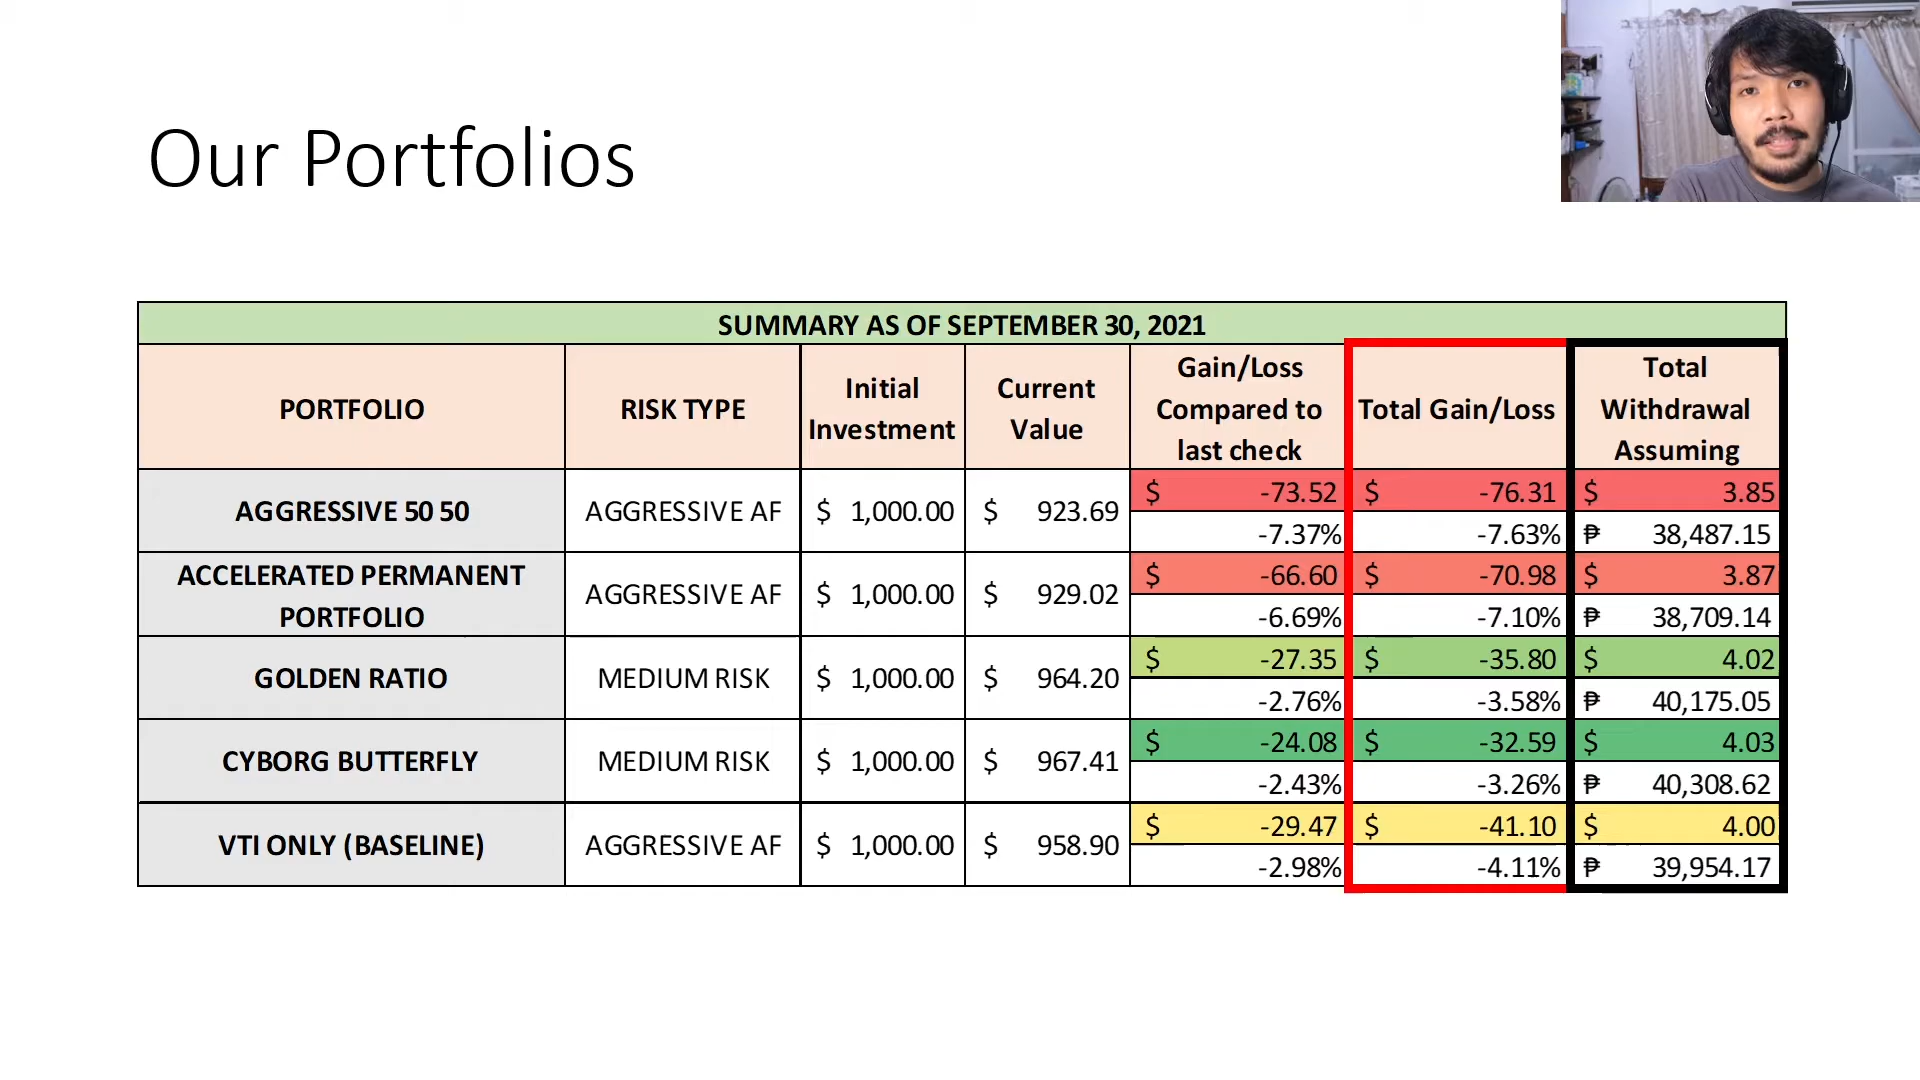 Our Portfolios
SUMMARY AS OF SEPTEMBER 30, 2021
PORTFOLIO RISK TYPE Initial Investment Current Value Gain/Loss Compared to last check Total Gain/Loss Total Withdrawal Assuming
AGGRESSIVE 50 50 AGGRESSIVE AF $ 1,000.00 $ 923.69 $ -73.52 $ -76.31 $ 3.85
-7.37% -7.63% ₱ 38,487.15
ACCELERATED PERMANENT PORTFOLIO AGGRESSIVE AF $ 1,000.00 $ 929.02 $ -66.60 $ -70.98 $ 3.87
-6.69% -7.10% ₱ 38,709.14
GOLDEN RATIO MEDIUM RISK $ 1,000.00 $ 964.20 $ -27.35 $ -35.80 $ 4.02
-2.76% -3.58% ₱ 40,175.05
CYBORG BUTTERFLY MEDIUM RISK $ 1,000.00 $ 967.41 $ -24.08 $ -32.59 $ 4.03
-2.43% -3.26% ₱ 40,308.62
VTI ONLY (BASELINE) AGGRESSIVE AF $ 1,000.00 $ 958.90 $ -29.47 $ -41.10 $ 4.00
-2.98% -4.11% ₱ 39,954.17